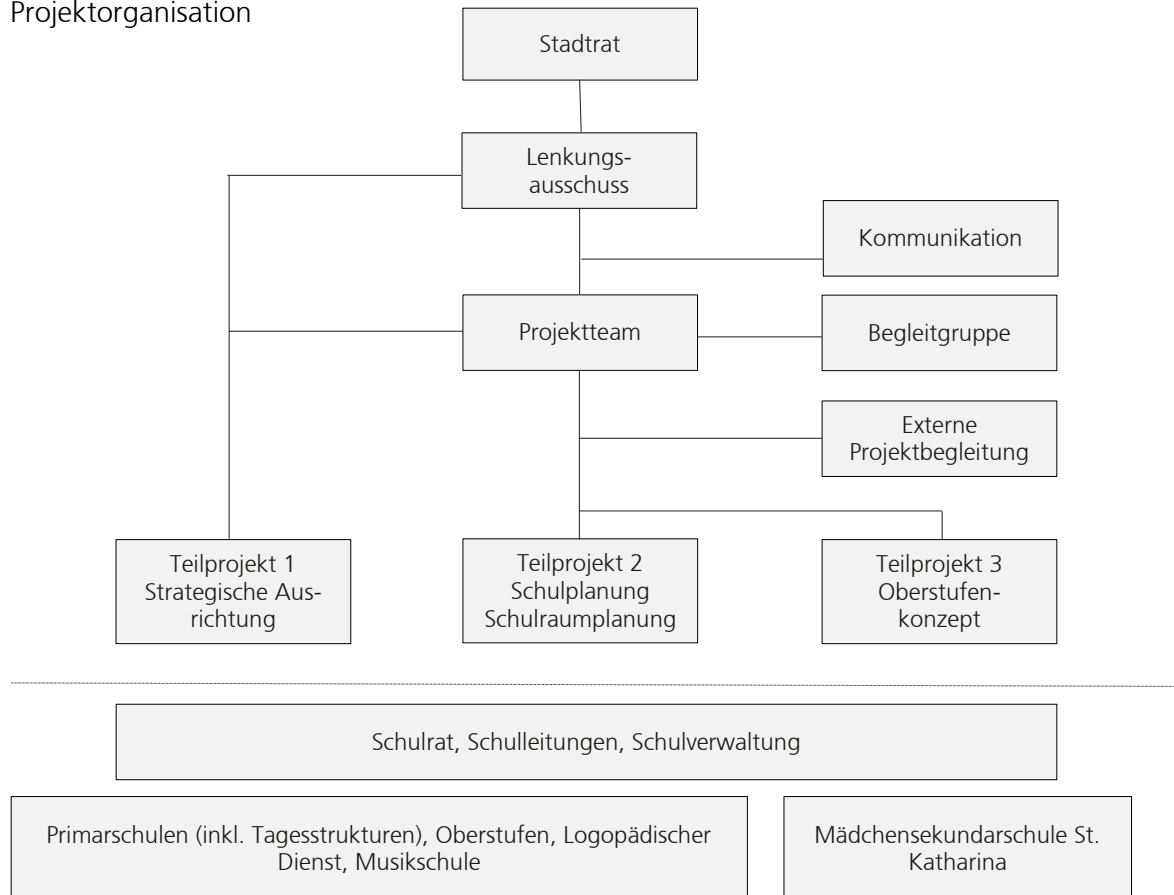 Projektorganisation
Stadtrat
Lenkungs-
ausschuss
Kommunikation
Projektteam
Begleitgruppe
Externe
Projektbegleitung
Teilprojekt 1
Strategische Aus-
richtung
Teilprojekt 2
Schulplanung
Schulraumplanung
Teilprojekt 3
Oberstufen-
konzept
Schulrat, Schulleitungen, Schulverwaltung
Primarschulen (inkl. Tagesstrukturen), Oberstufen, Logopädischer
Dienst, Musikschule
Mädchensekundarschule St.
Katharina